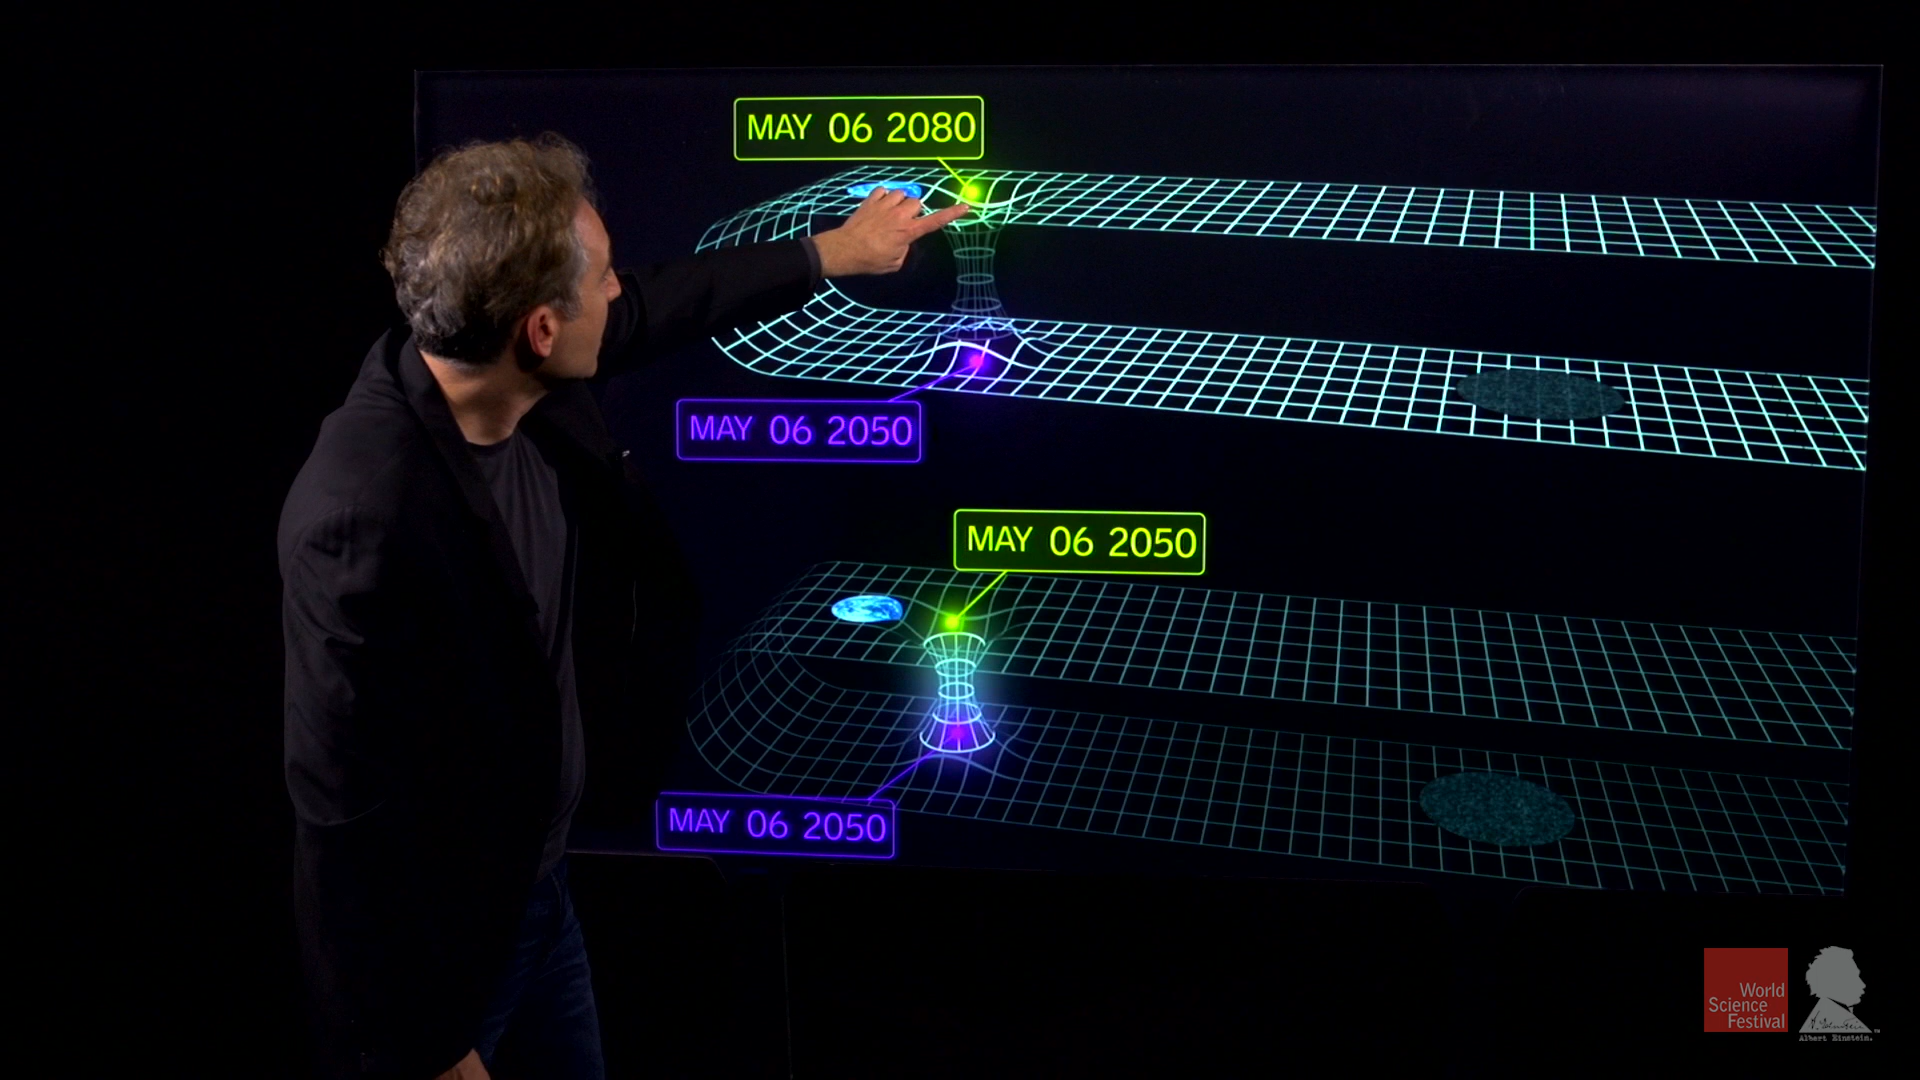 MAY 06 2080
MAY 06 2050
MAY 06 2050
MAY 06 2050
World
Science
Festival
Albert Einstein.